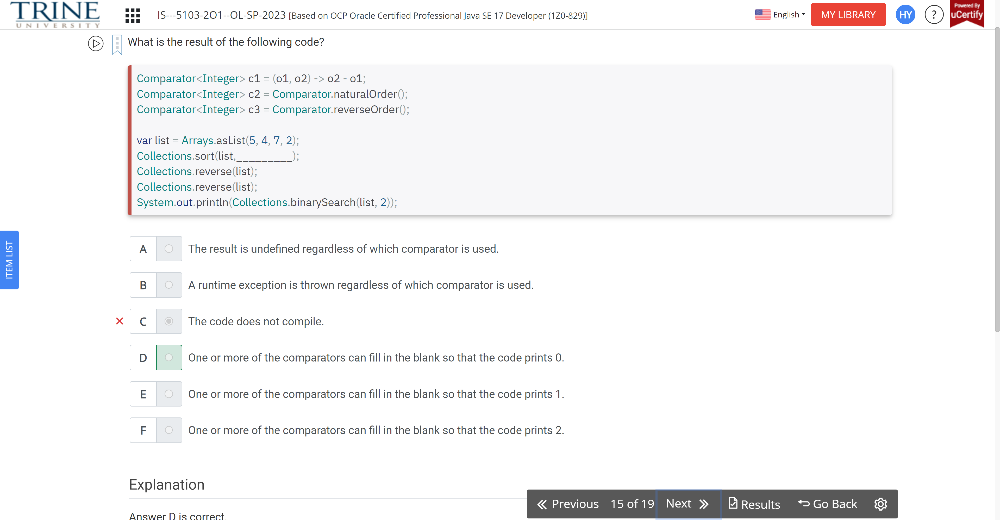 TRINE
UNIVERSITY
IS---5103-2O1--OL-SP-2023 [Based on OCP Oracle Certified Professional Java SE 17 Developer (1Z0-829)]
English
MY LIBRARY
HY
?
Powered By
uCertify
What is the result of the following code?
Comparator<Integer> c1 = (o1, o2) -> o2 - o1;
Comparator<Integer> c2 = Comparator.naturalOrder();
Comparator<Integer> c3 = Comparator.reverseOrder();
var list = Arrays.asList(5, 4, 7, 2);
Collections.sort(list,_________);
Collections.reverse(list);
Collections.reverse(list);
System.out.println(Collections.binarySearch(list, 2));
ITEM LIST
A The result is undefined regardless of which comparator is used.
B A runtime exception is thrown regardless of which comparator is used.
C The code does not compile.
D One or more of the comparators can fill in the blank so that the code prints 0.
E One or more of the comparators can fill in the blank so that the code prints 1.
F One or more of the comparators can fill in the blank so that the code prints 2.
Explanation
Previous 15 of 19 Next Results Go Back
Answer D is correct.